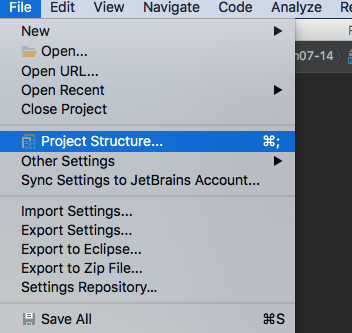 File Edit View Navigate Code Analyze
New
Open...
Open URL...
Open Recent
Close Project
Project Structure... ⌘;
Other Settings
Sync Settings to JetBrains Account...
Import Settings...
Export Settings...
Export to Eclipse...
Export to Zip File...
Settings Repository...
Save All ⌘S
07-14